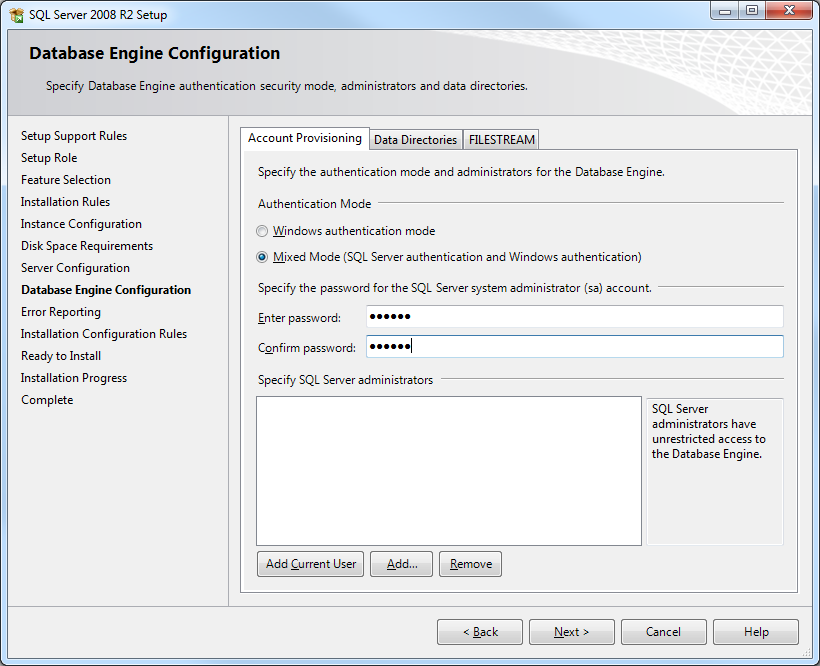 SQL Server 2008 R2 Setup
Database Engine Configuration
Specify Database Engine authentication security mode, administrators and data directories.
Setup Support Rules
Setup Role
Feature Selection
Installation Rules
Instance Configuration
Disk Space Requirements
Server Configuration
Database Engine Configuration
Error Reporting
Installation Configuration Rules
Ready to Install
Installation Progress
Complete
Account Provisioning Data Directories FILESTREAM
Specify the authentication mode and administrators for the Database Engine.
Authentication Mode
Windows authentication mode
Mixed Mode (SQL Server authentication and Windows authentication)
Specify the password for the SQL Server system administrator (sa) account.
Enter password: ●●●●●●
Confirm password: ●●●●●●
Specify SQL Server administrators
SQL Server
administrators have
unrestricted access to
the Database Engine.
Add Current User Add... Remove
< Back Next > Cancel Help